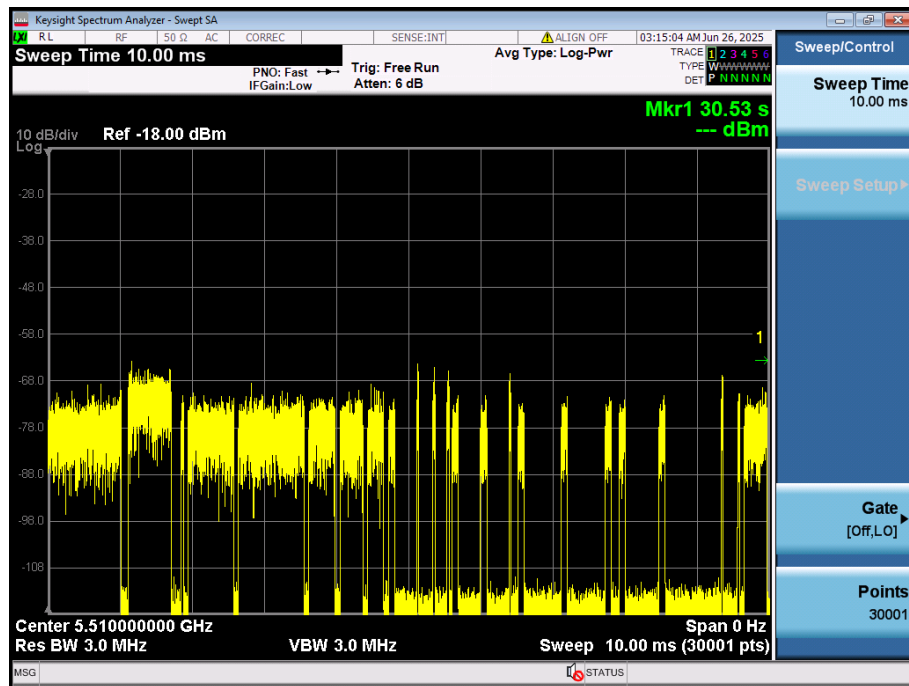 Keysight Spectrum Analyzer - Swept SA
LXI RL RF 50 Ω AC CORREC SENSE:INT ALIGN OFF 03:15:04 AM Jun 26, 2025
Sweep Time 10.00 ms
PNO: Fast
IFGain:Low
Trig: Free Run
Atten: 6 dB
Avg Type: Log-Pwr
TRACE 1 2 3 4 5 6
TYPE WWWWWW
DET P N N N N N
Mkr1 30.53 s
--- dBm
10 dB/div Ref -18.00 dBm
Log
-28.0
-38.0
-48.0
-58.0
1
-68.0
-78.0
-88.0
-98.0
-108
Center 5.510000000 GHz Span 0 Hz
Res BW 3.0 MHz VBW 3.0 MHz Sweep 10.00 ms (30001 pts)
MSG STATUS
Sweep/Control
Sweep Time
10.00 ms
Sweep Setup
Gate
[Off,LO]
Points
30001